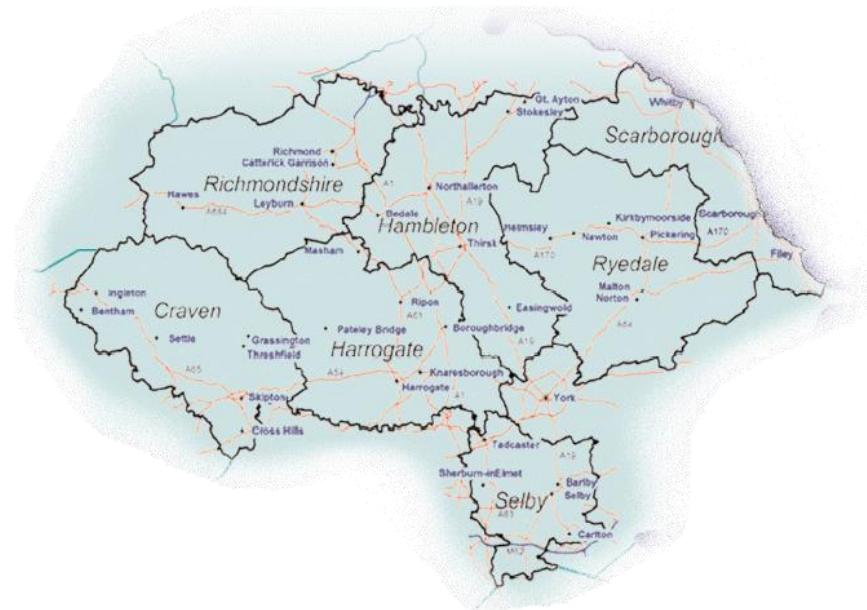 Gt. Ayton
Stokesley
Whitby
Scarborough
Richmond
Catterick Garrison
Richmondshire
A1
Northallerton
A19
Hawes
A684
Leyburn
Bedale
Hambleton
Helmsley
Kirkbymoorside
Scarborough
Newton
Pickering
A170
Masham
Thirsk
A170
Ryedale
Filey
Ingleton
Craven
Malton
Norton
Bentham
Ripon
A61
Easingwold
A64
Settle
Grassington
Threshfield
Pateley Bridge
Harrogate
Boroughbridge
A19
A65
A59
Knaresborough
Harrogate
A1
Skipton
York
Cross Hills
Tadcaster
A19
Sherburn-inElmet
Barlby
Selby
Selby
A63
Carlton
M62